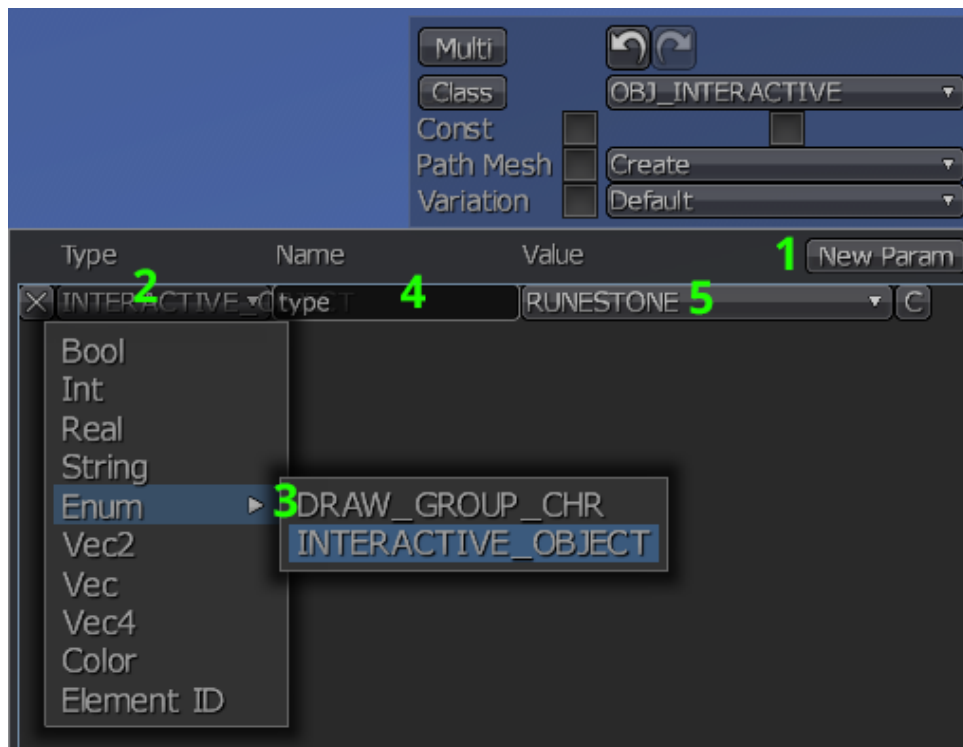 Multi
Class OBJ_INTERACTIVE
Const
Path Mesh Create
Variation Default
Type Name Value 1 New Param
2 4 5
X INTERACTIVE_OBJECT type RUNESTONE C
Bool
Int
Real
String
Enum 3 DRAW_GROUP_CHR
Vec2 INTERACTIVE_OBJECT
Vec
Vec4
Color
Element ID